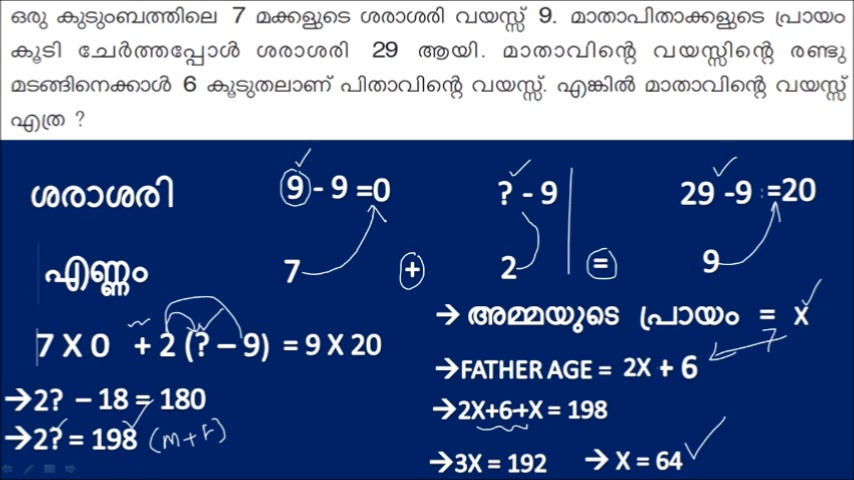 ഒരു കുടുംബത്തിലെ 7 മക്കളുടെ ശരാശരി വയസ്സ് 9. മാതാപിതാക്കളുടെ പ്രായം
കൂടി ചേർത്തപ്പോൾ ശരാശരി 29 ആയി. മാതാവിന്റെ വയസ്സിന്റെ രണ്ടു
മടങ്ങിനെക്കാൾ 6 കൂടുതലാണ് പിതാവിന്റെ വയസ്സ്. എങ്കിൽ മാതാവിന്റെ വയസ്സ്
എത്ര ?
ശരാശരി 9 - 9 =0 ? - 9 29 -9 =20
എണ്ണം 7 + 2 = 9
→ അമ്മയുടെ പ്രായം = X
7 X 0 + 2 (? – 9) = 9 X 20
→FATHER AGE = 2X + 6
→2? – 18 = 180
→2X+6+X = 198
→2? = 198 (M+F)
→3X = 192 → X = 64